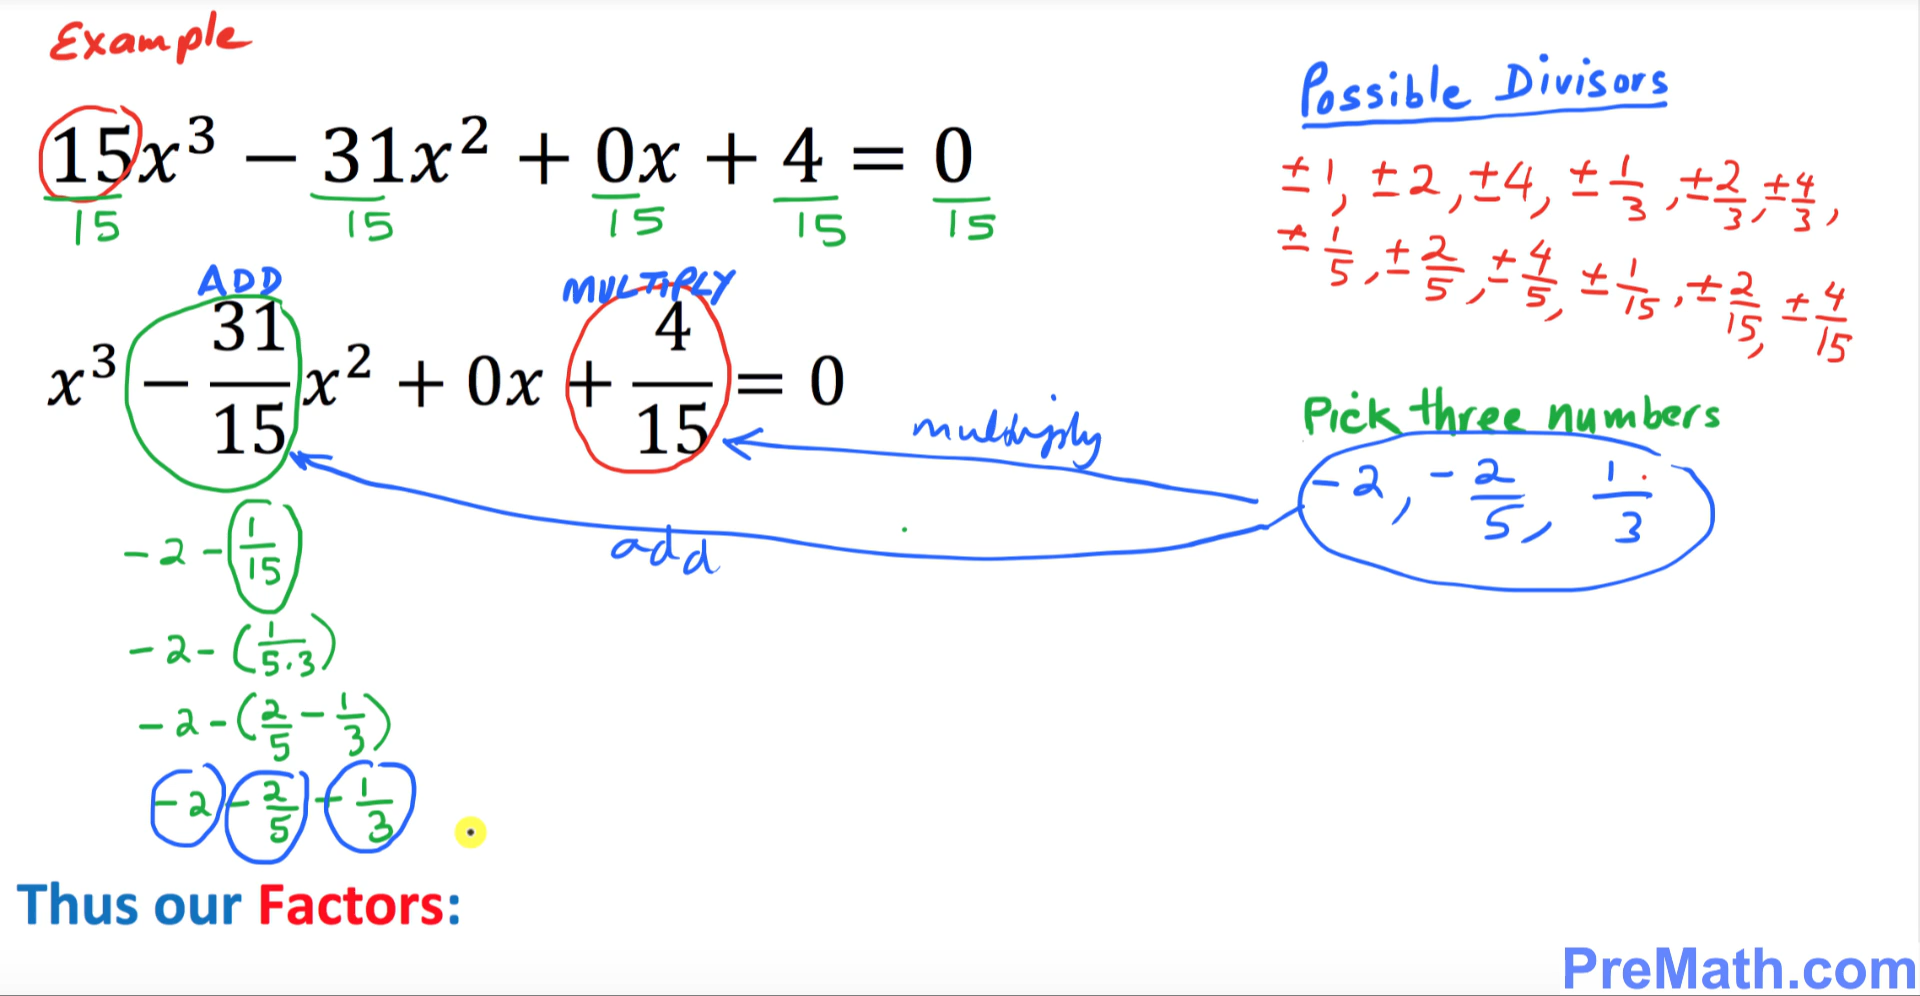 Example
15x³ − 31x² + 0x + 4 = 0
15 15 15 15 15
ADD MULTIPLY
x³ − 31/15 x² + 0x + 4/15 = 0
-2 - 1/15
-2 - (1/5·3)
-2 - (2/5 - 1/3)
-2 - 2/5 + 1/3
add
multiply
Possible Divisors
±1, ±2, ±4, ±1/3, ±2/3, ±4/3,
±1/5, ±2/5, ±4/5, ±1/15, ±2/15, ±4/15
Pick three numbers
-2, -2/5, 1/3
Thus our Factors:
PreMath.com